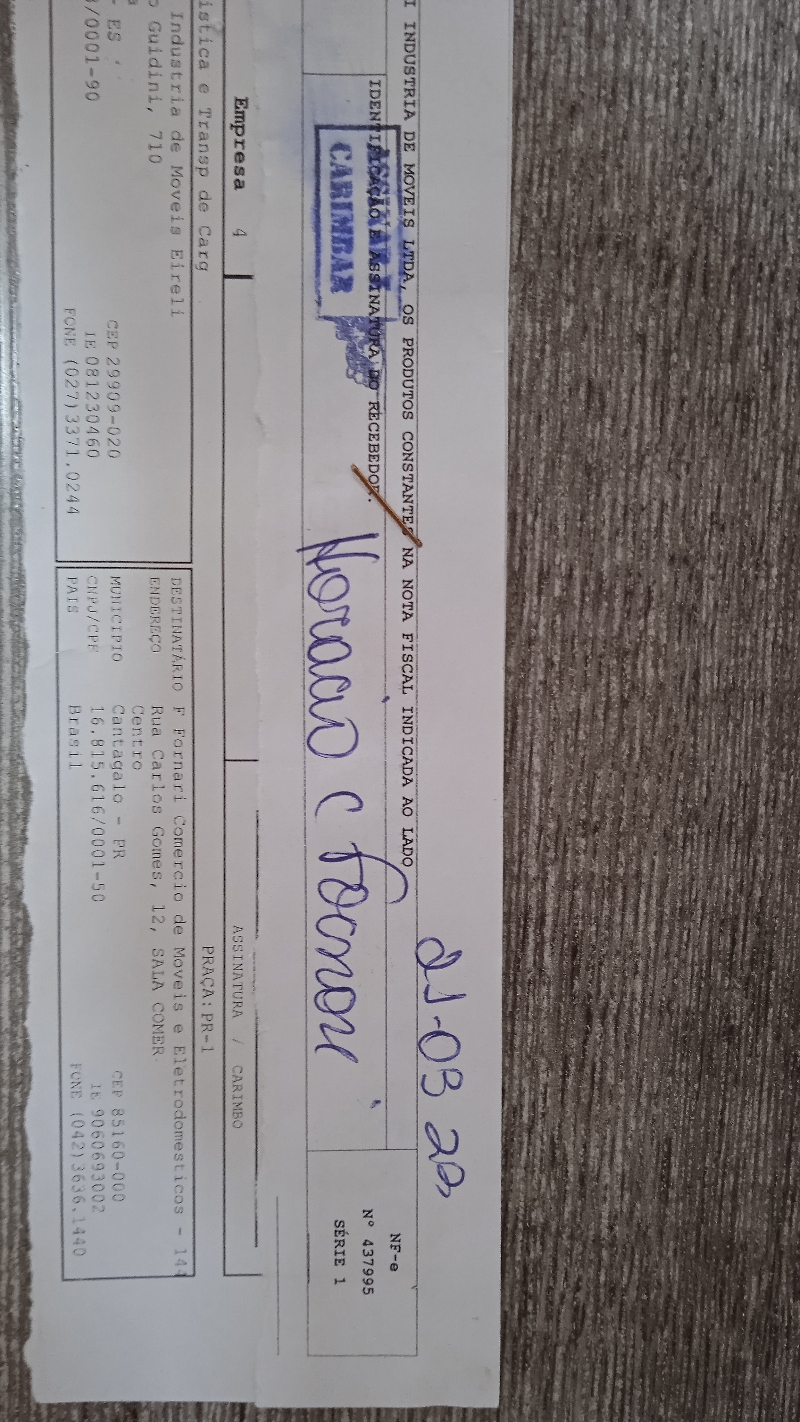 I INDUSTRIA DE MOVEIS LTDA, OS PRODUTOS CONSTANTES NA NOTA FISCAL INDICADA AO LADO
IDENTIFICAÇÃO E ASSINATURA DO RECEBEDOR.
ASSINAR E
CARIMBAR
21-03
Horacio C Fornari
NF-e
Nº 437995
SÉRIE 1
Empresa 4
ASSINATURA / CARIMBO
istica e Transp de Carg
PRAÇA: PR-1
Industria de Moveis Eireli
o Guidini, 710
- ES
CEP 29909-020
/0001-90
IE 081230460
FONE (027)3371.0244
DESTINATÁRIO F Fornari Comercio de Moveis e Eletrodomesticos - 144
ENDEREÇO Rua Carlos Gomes, 12, SALA COMER
Centro
MUNICIPIO Cantagalo - PR CEP 85160-000
CNPJ/CPF 16.815.616/0001-50 IE 9060693002
PAIS Brasil FONE (042)3636.1440